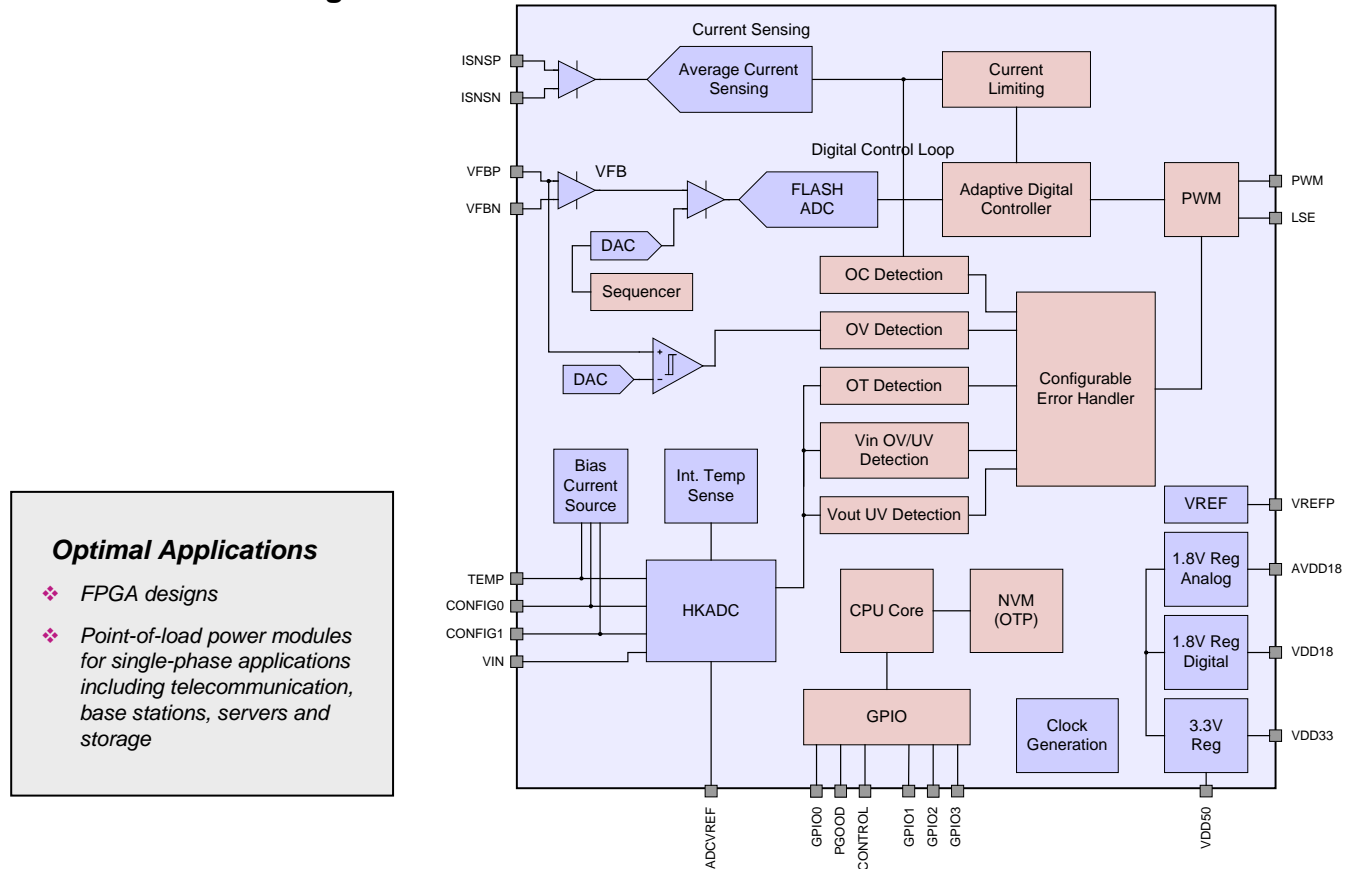 Current Sensing
ISNSP
ISNSN
Average Current
Sensing
Current
Limiting
Digital Control Loop
VFBP
VFBN
VFB
FLASH
ADC
Adaptive Digital
Controller
PWM
PWM
LSE
DAC
Sequencer
OC Detection
OV Detection
+
−
DAC
OT Detection
Configurable
Error Handler
Vin OV/UV
Detection
Vout UV Detection
Bias
Current
Source
Int. Temp
Sense
VREF
VREFP
Optimal Applications
❖ FPGA designs
❖ Point-of-load power modules
for single-phase applications
including telecommunication,
base stations, servers and
storage
TEMP
CONFIG0
CONFIG1
VIN
HKADC
CPU Core
NVM
(OTP)
1.8V Reg
Analog
AVDD18
1.8V Reg
Digital
VDD18
GPIO
Clock
Generation
3.3V
Reg
VDD33
ADCVREF
GPIO0
PGOOD
CONTROL
GPIO1
GPIO2
GPIO3
VDD50